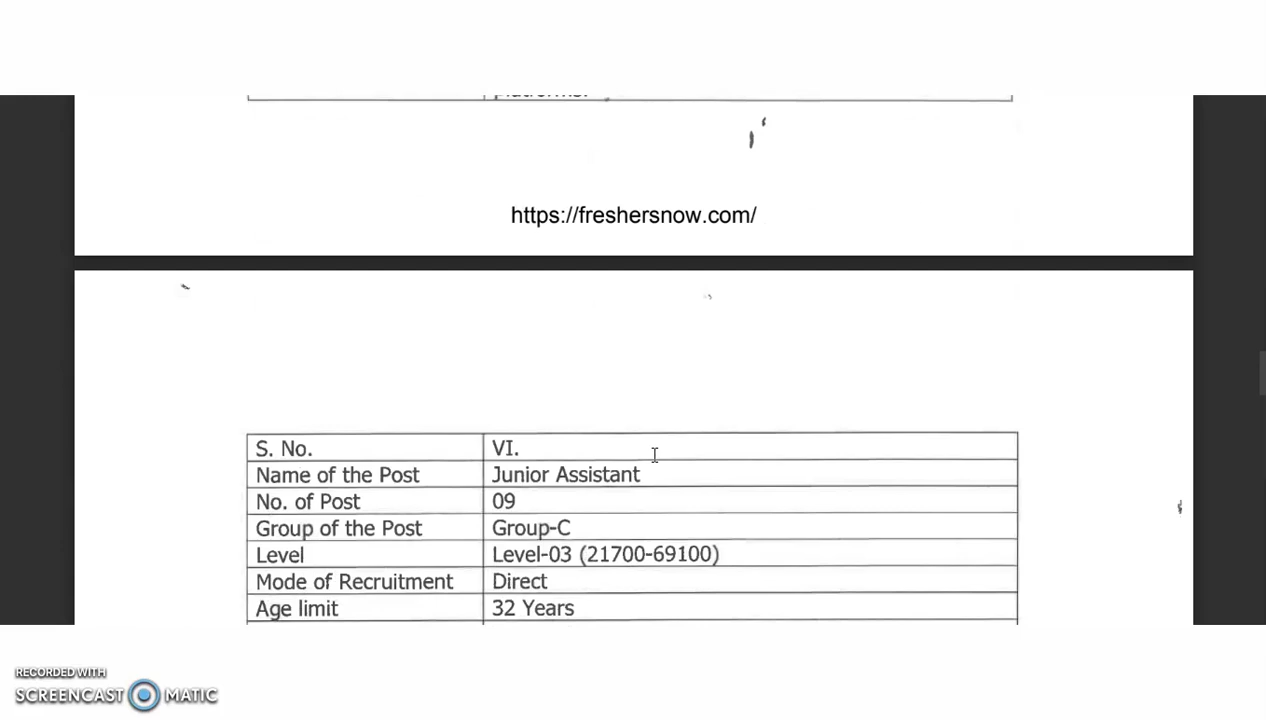 platforms.
https://freshersnow.com/
S. No. VI.
Name of the Post Junior Assistant
No. of Post 09
Group of the Post Group-C
Level Level-03 (21700-69100)
Mode of Recruitment Direct
Age limit 32 Years
RECORDED WITH
SCREENCAST MATIC